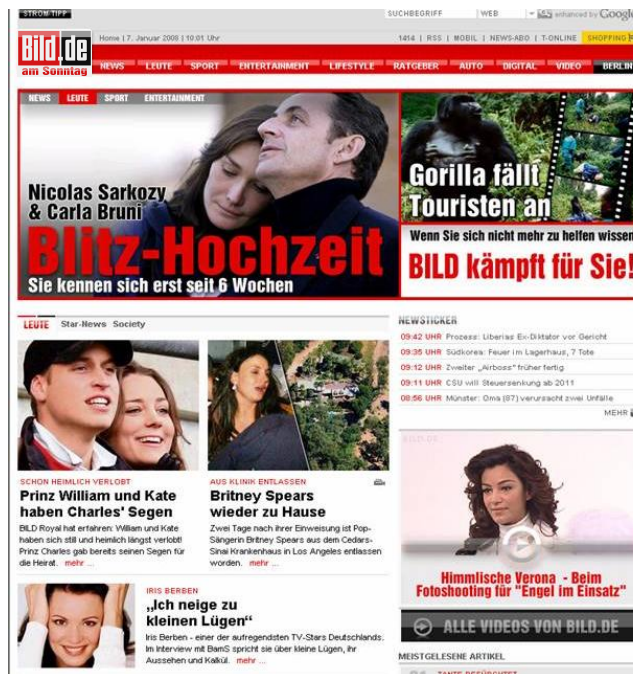 STROM-TIPP
SUCHBEGRIFF
WEB
enhanced by Google
Bild.de
am Sonntag
Home | 7. Januar 2008 | 10.01 Uhr
1414 | RSS | MOBIL | NEWS-ABO | T-ONLINE
SHOPPING
NEWS LEUTE SPORT ENTERTAINMENT LIFESTYLE RATGEBER AUTO DIGITAL VIDEO BERLIN
NEWS LEUTE SPORT ENTERTAINMENT
Nicolas Sarkozy
& Carla Bruni
Blitz-Hochzeit
Sie kennen sich erst seit 6 Wochen
Gorilla fällt
Touristen an
Wenn Sie sich nicht mehr zu helfen wissen
BILD kämpft für Sie!
LEUTE Star-News Society
SCHON HEIMLICH VERLOBT
Prinz William und Kate
haben Charles' Segen
BILD Royal hat erfahren: William und Kate
haben sich still und heimlich längst verlobt!
Prinz Charles gab bereits seinen Segen für
die Heirat. mehr ...
AUS KLINIK ENTLASSEN
Britney Spears
wieder zu Hause
Zwei Tage nach ihrer Einweisung ist Pop-
Sängerin Britney Spears aus dem Cedars-
Sinai Krankenhaus in Los Angeles entlassen
worden. mehr ...
IRIS BERBEN
„Ich neige zu
kleinen Lügen“
Iris Berben - einer der aufregendsten TV-Stars Deutschlands.
Im Interview mit BamS spricht sie über kleine Lügen, ihr
Aussehen und Kalkül. mehr ...
NEWSTICKER
09:42 UHR Prozess: Liberias Ex-Diktator vor Gericht
09:35 UHR Südkorea: Feuer im Lagerhaus, 7 Tote
09:12 UHR Zweiter „Airboss“ früher fertig
09:11 UHR CSU will Steuersenkung ab 2011
08:56 UHR Münster: Oma (87) verursacht zwei Unfälle
MEHR
BILD.DE
Himmlische Verona - Beim
Fotoshooting für "Engel im Einsatz"
ALLE VIDEOS VON BILD.DE
MEISTGELESENE ARTIKEL